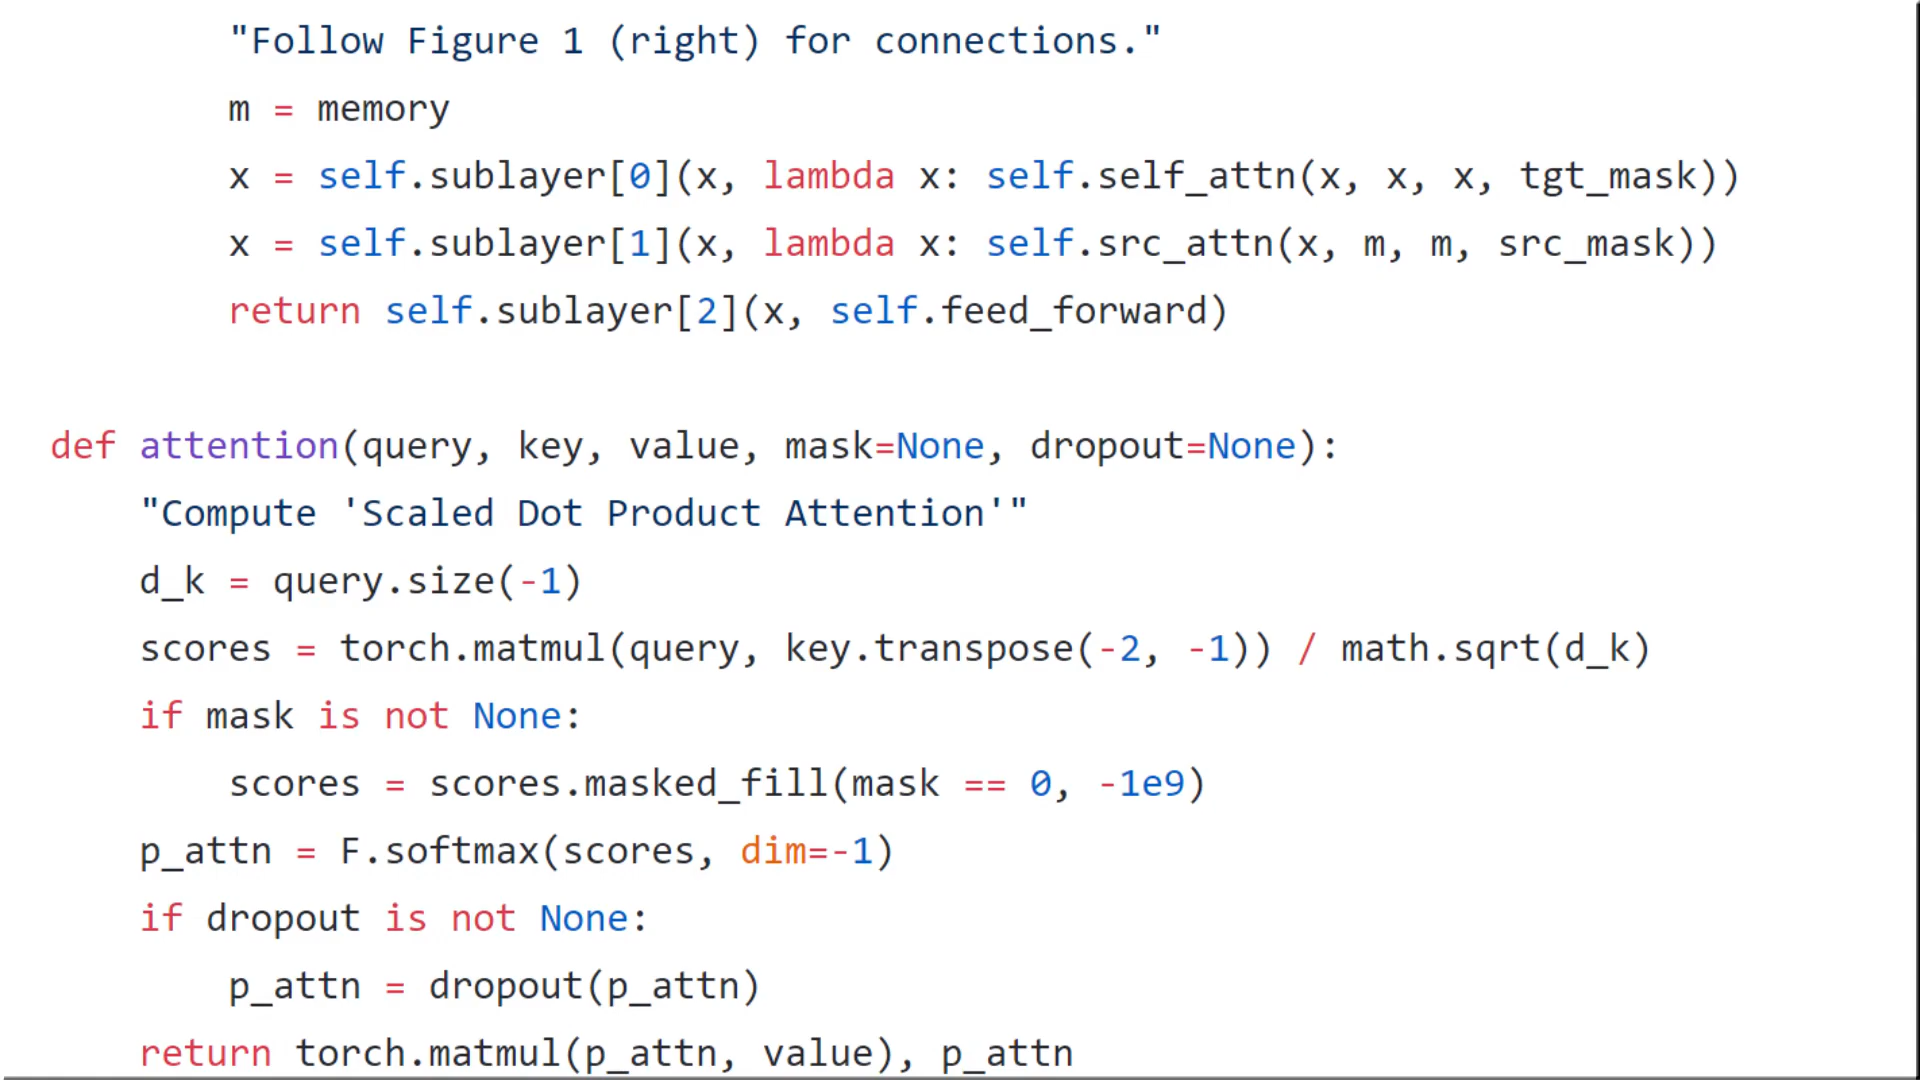 "Follow Figure 1 (right) for connections."
m = memory
x = self.sublayer[0](x, lambda x: self.self_attn(x, x, x, tgt_mask))
x = self.sublayer[1](x, lambda x: self.src_attn(x, m, m, src_mask))
return self.sublayer[2](x, self.feed_forward)
def attention(query, key, value, mask=None, dropout=None):
"Compute 'Scaled Dot Product Attention'"
d_k = query.size(-1)
scores = torch.matmul(query, key.transpose(-2, -1)) / math.sqrt(d_k)
if mask is not None:
scores = scores.masked_fill(mask == 0, -1e9)
p_attn = F.softmax(scores, dim=-1)
if dropout is not None:
p_attn = dropout(p_attn)
return torch.matmul(p_attn, value), p_attn